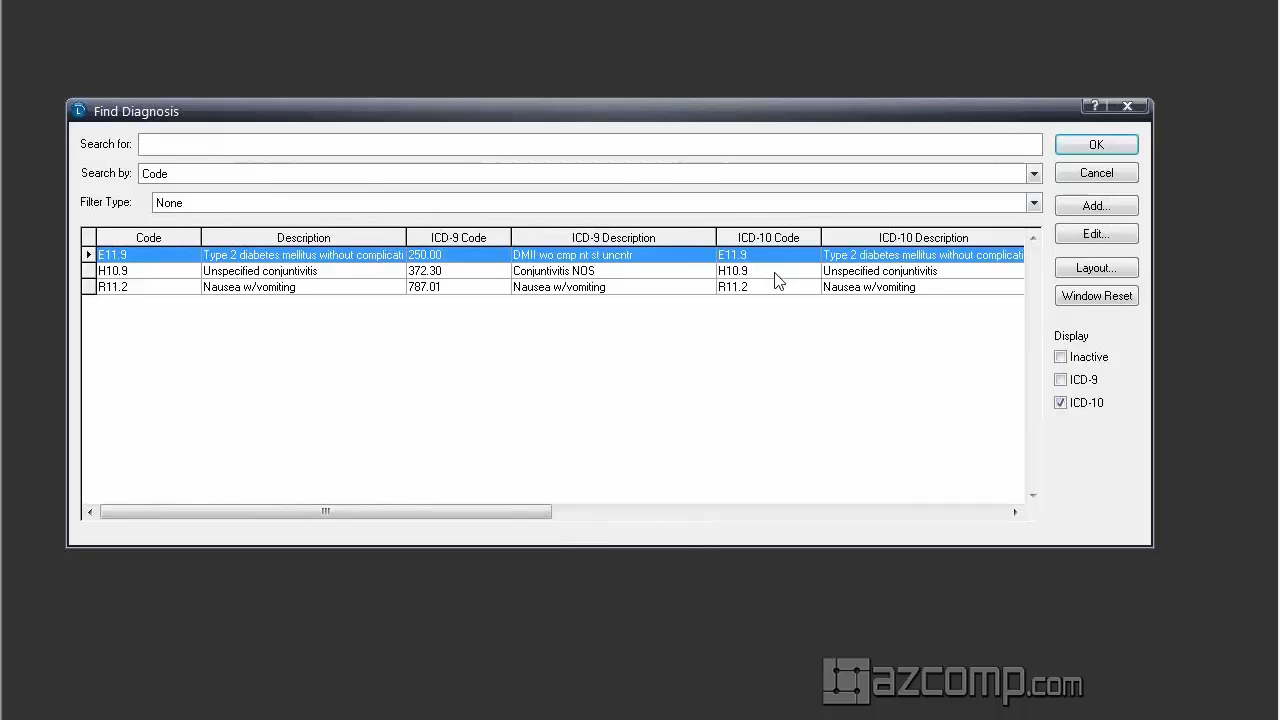 Find Diagnosis
?
Search for:
OK
Search by: Code
Cancel
Filter Type: None
Add...
Edit...
Layout...
Window Reset
Code Description ICD-9 Code ICD-9 Description ICD-10 Code ICD-10 Description
E11.9 Type 2 diabetes mellitus without complicati 250.00 DMII wo cmp nt st uncntr E11.9 Type 2 diabetes mellitus without complicati
H10.9 Unspecified conjuntivitis 372.30 Conjuntivitis NOS H10.9 Unspecified conjuntivitis
R11.2 Nausea w/vomiting 787.01 Nausea w/vomiting R11.2 Nausea w/vomiting
Display
Inactive
ICD-9
ICD-10
azcomp.com